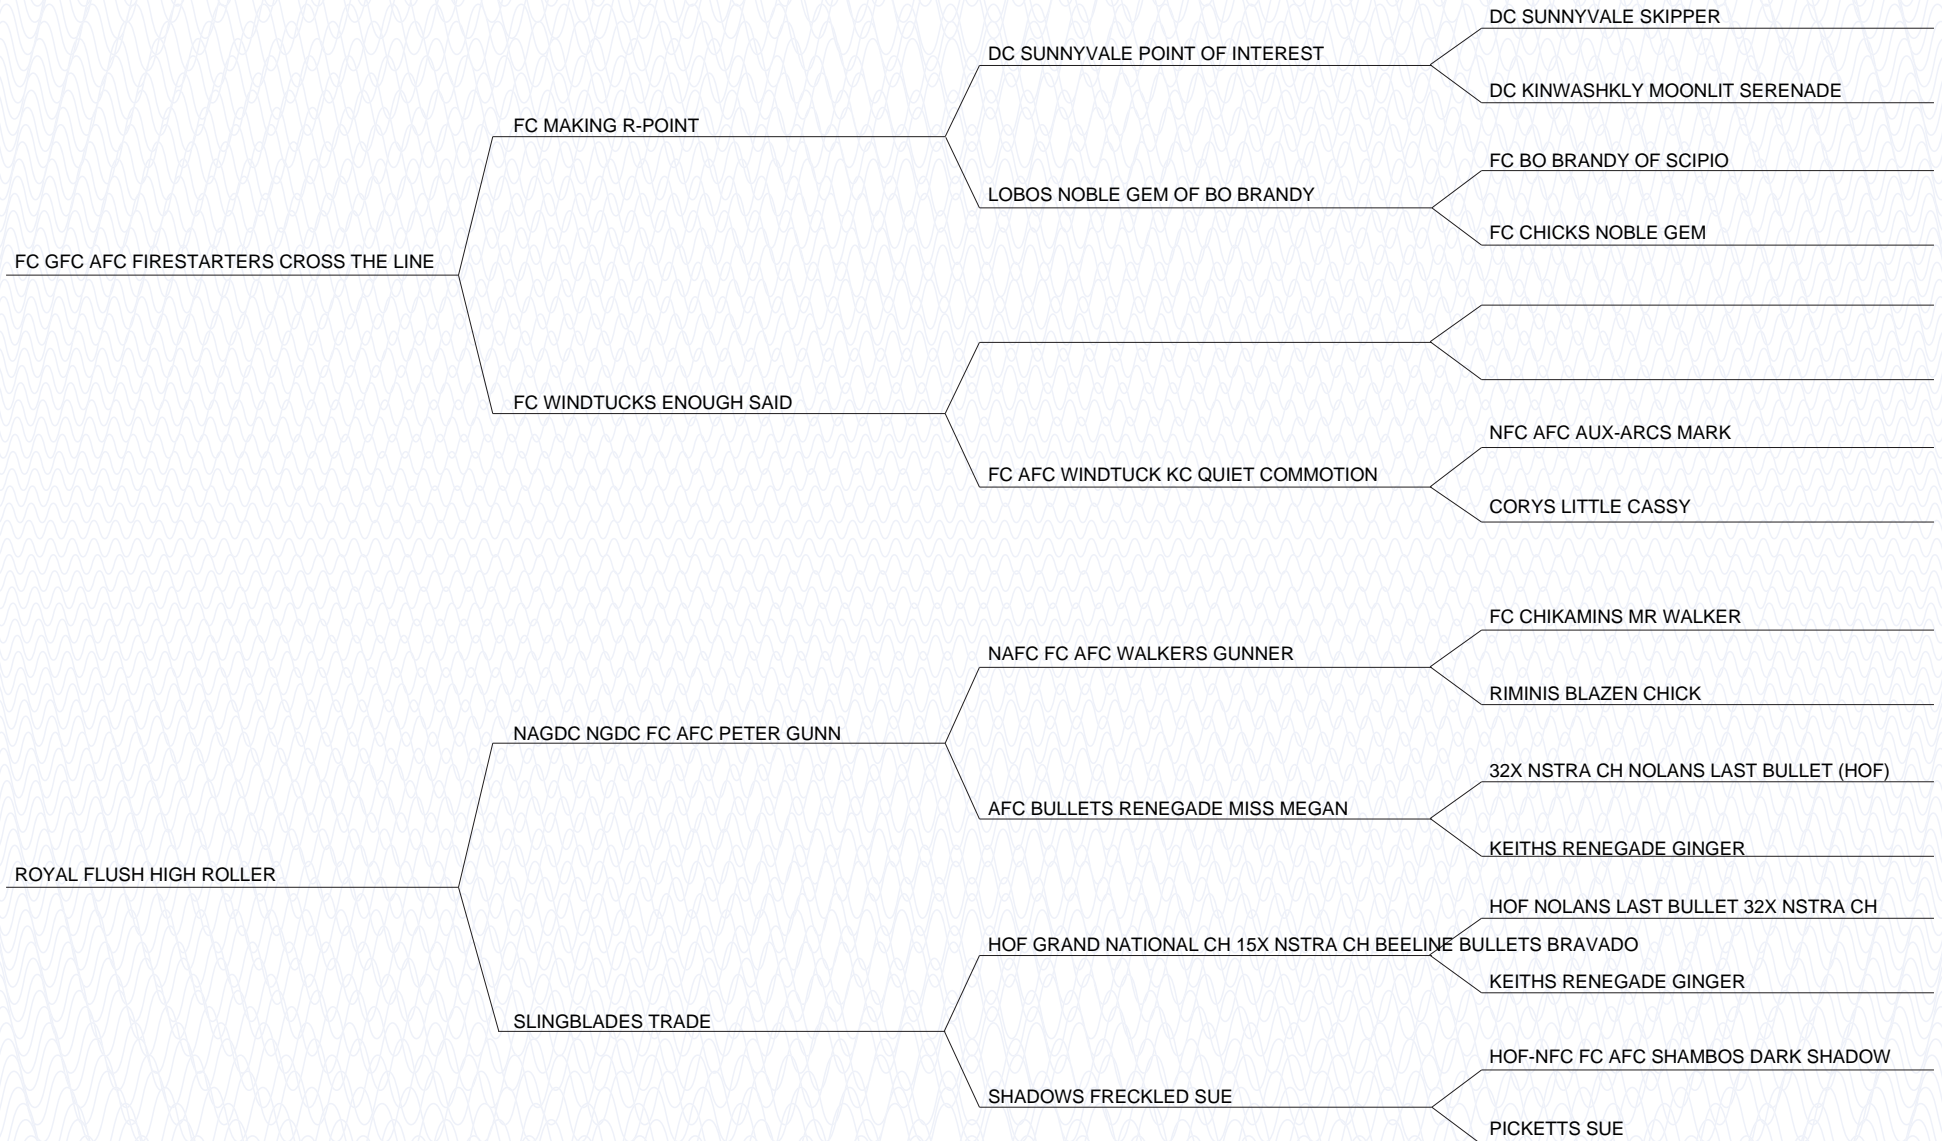 DC SUNNYVALE SKIPPER
DC SUNNYVALE POINT OF INTEREST
DC KINWASHKLY MOONLIT SERENADE
FC MAKING R-POINT
FC BO BRANDY OF SCIPIO
LOBOS NOBLE GEM OF BO BRANDY
FC CHICKS NOBLE GEM
FC GFC AFC FIRESTARTERS CROSS THE LINE
FC WINDTUCKS ENOUGH SAID
NFC AFC AUX-ARCS MARK
FC AFC WINDTUCK KC QUIET COMMOTION
CORYS LITTLE CASSY
FC CHIKAMINS MR WALKER
NAFC FC AFC WALKERS GUNNER
RIMINIS BLAZEN CHICK
NAGDC NGDC FC AFC PETER GUNN
32X NSTRA CH NOLANS LAST BULLET (HOF)
AFC BULLETS RENEGADE MISS MEGAN
KEITHS RENEGADE GINGER
ROYAL FLUSH HIGH ROLLER
HOF NOLANS LAST BULLET 32X NSTRA CH
HOF GRAND NATIONAL CH 15X NSTRA CH BEELINE BULLETS BRAVADO
KEITHS RENEGADE GINGER
SLINGBLADES TRADE
HOF-NFC FC AFC SHAMBOS DARK SHADOW
SHADOWS FRECKLED SUE
PICKETTS SUE